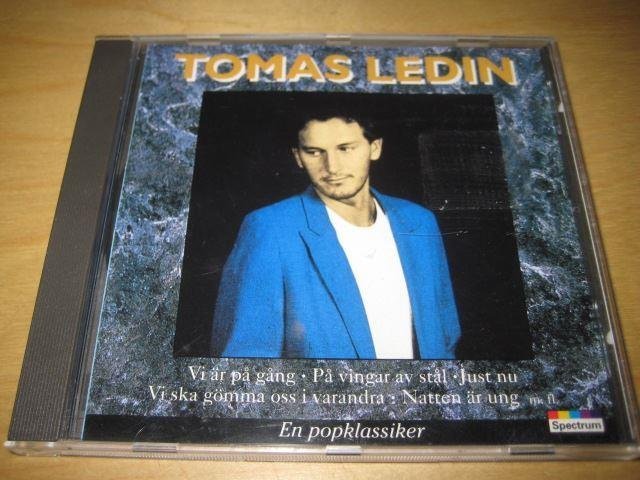 TOMAS LEDIN
Vi är på gång · På vingar av stål · Just nu
Vi ska gömma oss i varandra · Natten är ung m. fl.
En popklassiker
Spectrum